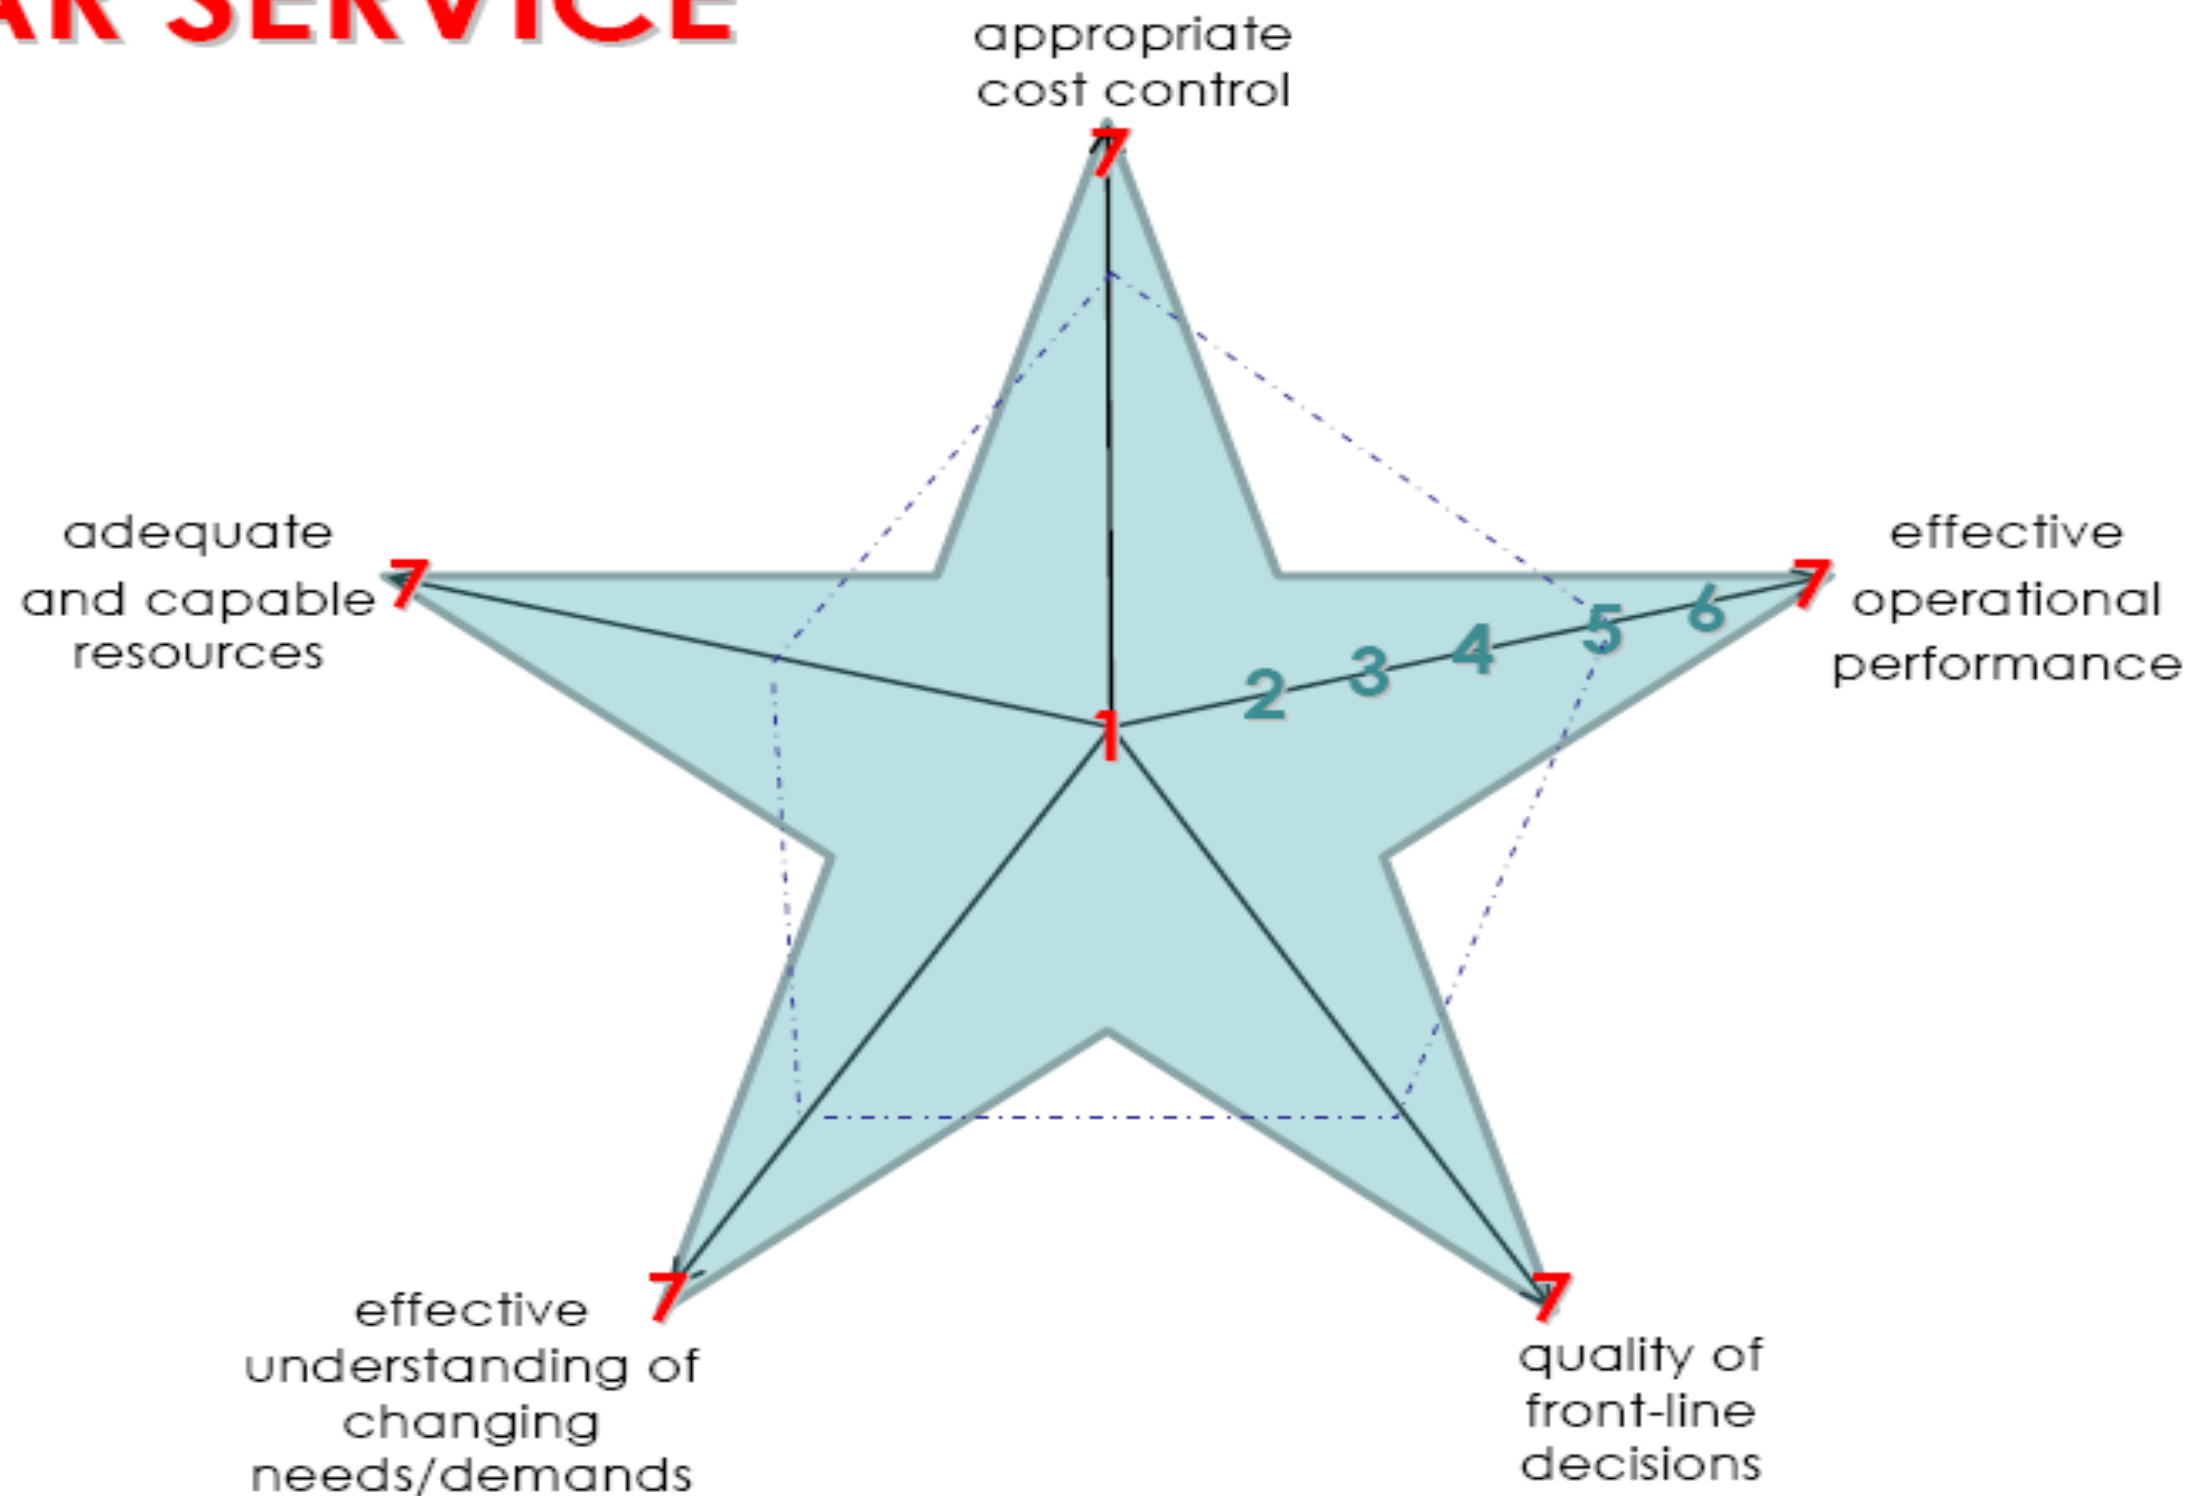 AR SERVICE
appropriate
cost control
7
adequate
and capable
resources
7
effective
operational
performance
7
6
5
4
3
2
1
7
7
effective
understanding of
changing
needs/demands
quality of
front-line
decisions